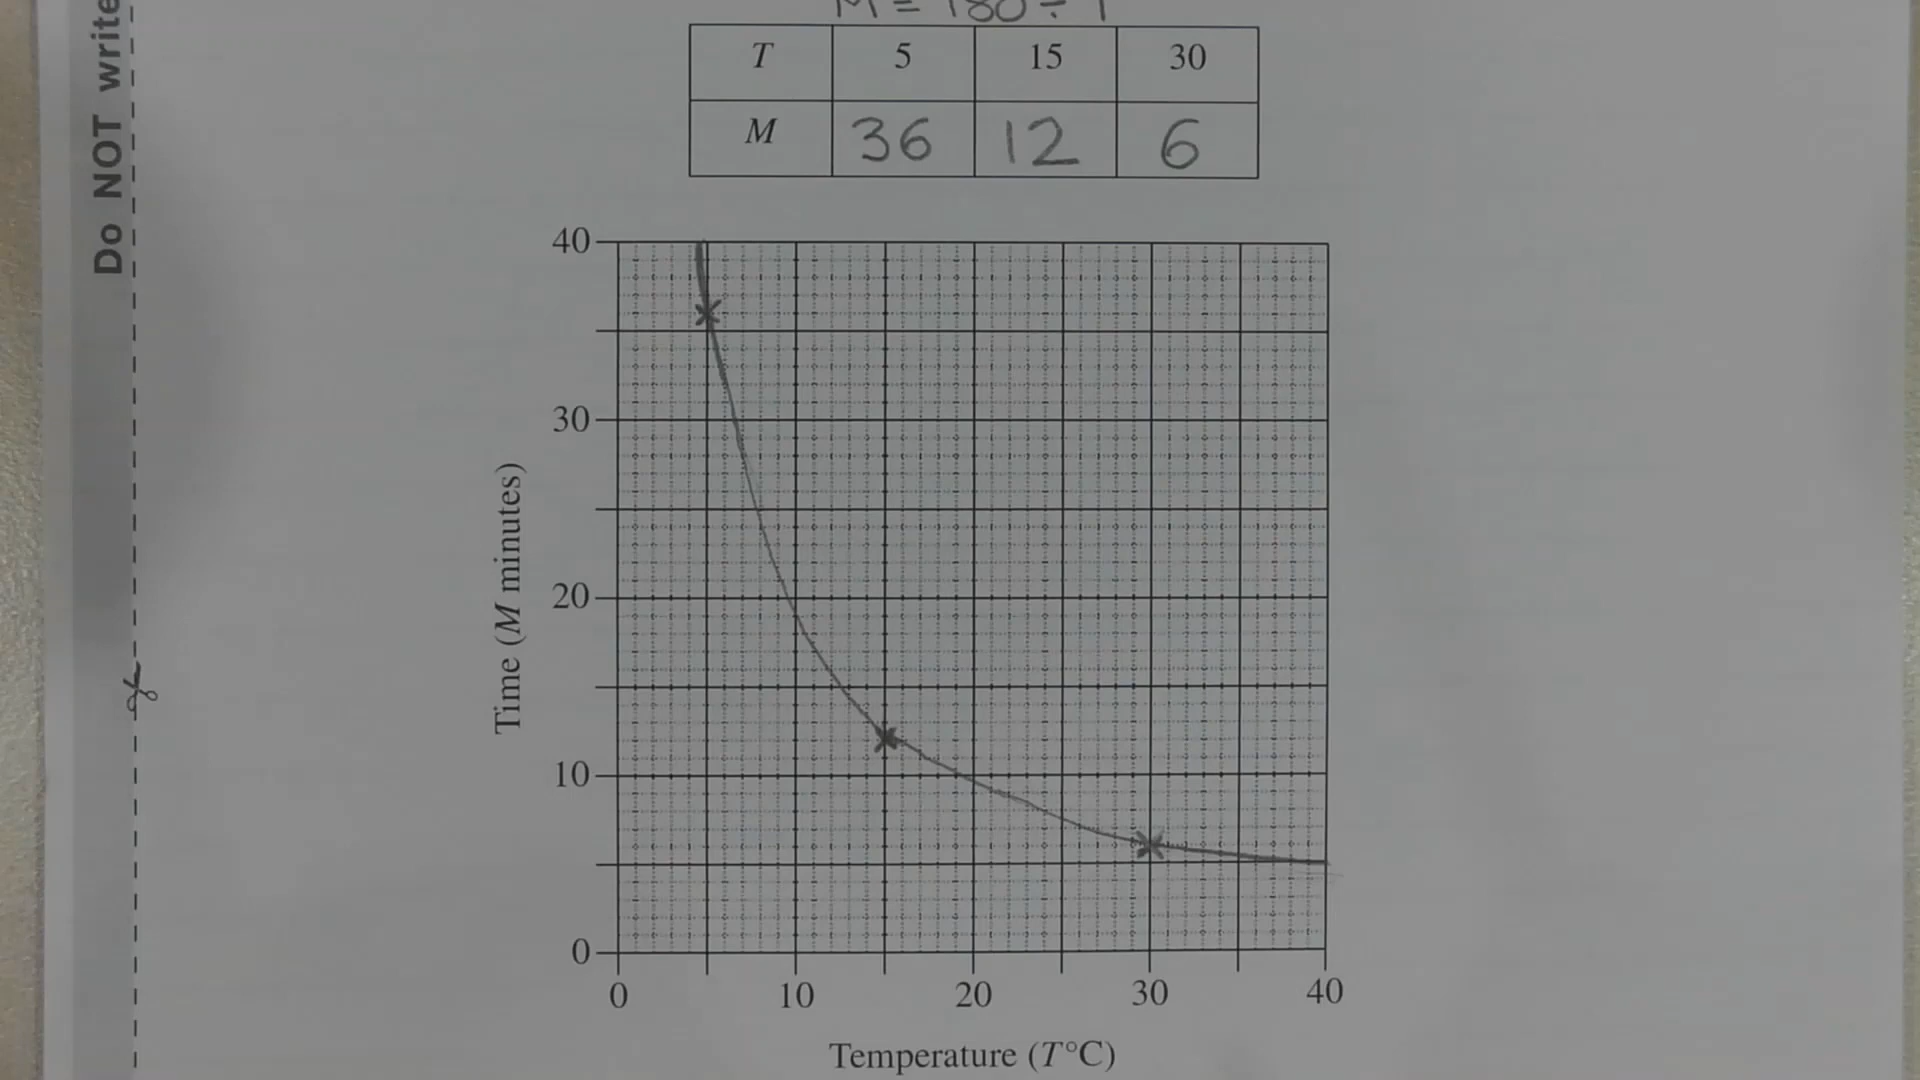 M = 180 ÷ T
T 5 15 30
M 36 12 6
Do NOT write
40
30
20
10
0
Time (M minutes)
0 10 20 30 40
Temperature (T°C)